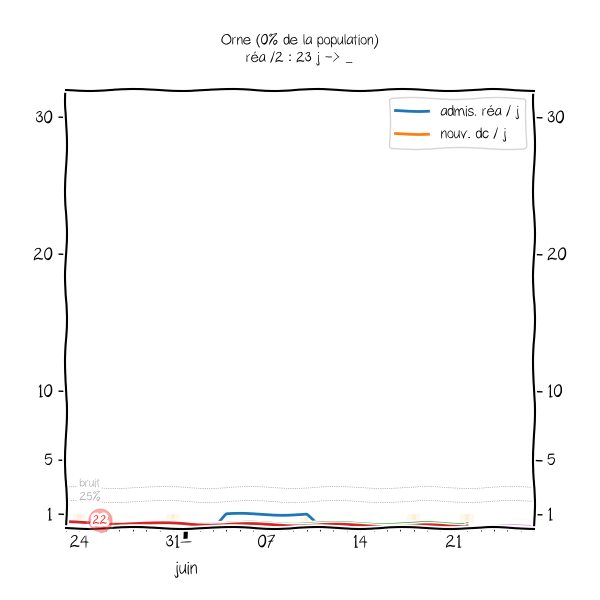 Orne (0% de la population)
réa /2 : 23 j -> _
admis. réa / j
nouv. dc / j
30
30
20
20
10
10
5
5
bruit
25%
1
22
1
24
31
07
14
21
juin